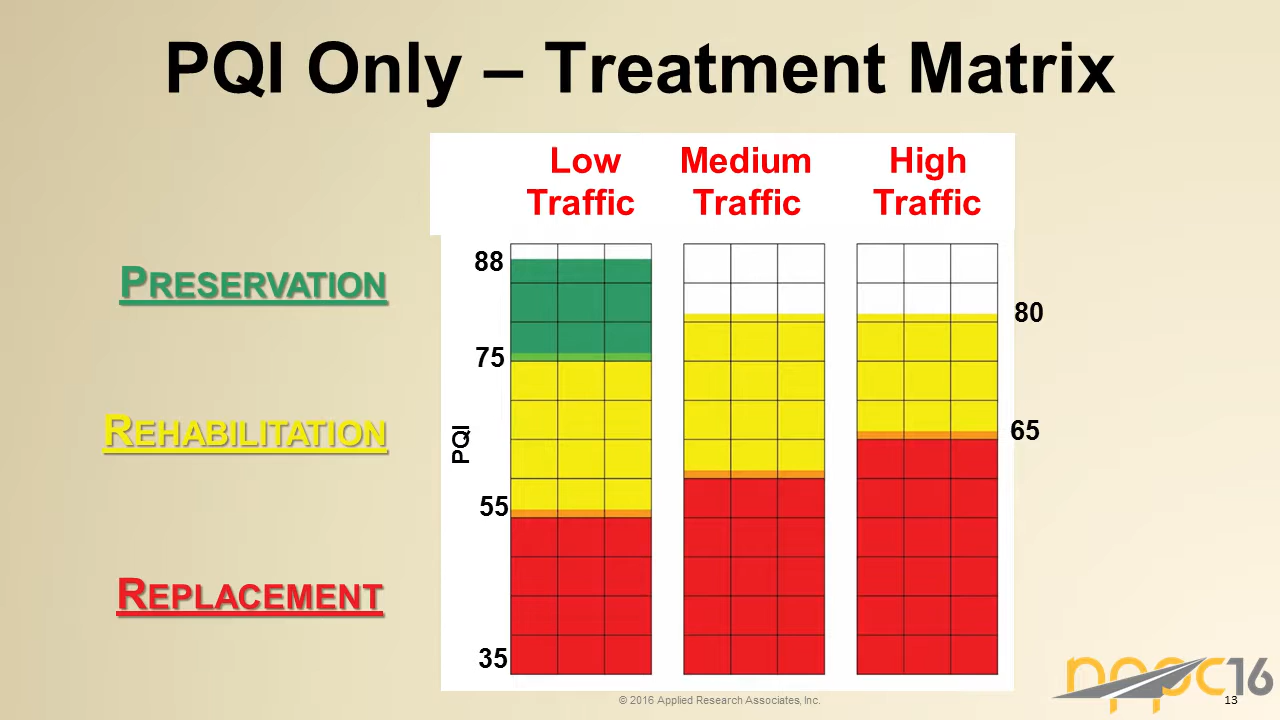 PQI Only – Treatment Matrix
Low Traffic
Medium Traffic
High Traffic
PRESERVATION
REHABILITATION
REPLACEMENT
88
75
55
35
PQI
80
65
© 2016 Applied Research Associates, Inc.
nppc16
13